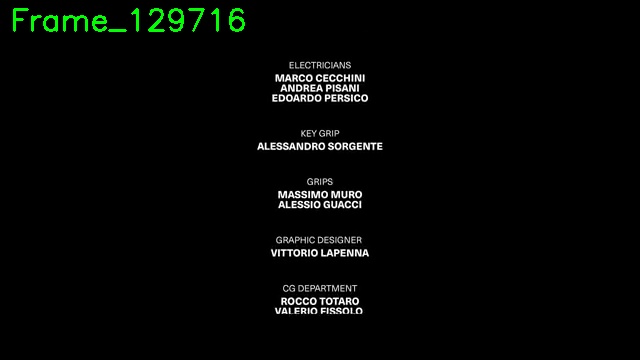 Frame_129716
ELECTRICIANS
MARCO CECCHINI
ANDREA PISANI
EDOARDO PERSICO
KEY GRIP
ALESSANDRO SORGENTE
GRIPS
MASSIMO MURO
ALESSIO GUACCI
GRAPHIC DESIGNER
VITTORIO LAPENNA
CG DEPARTMENT
ROCCO TOTARO
VALERIO FISSOLO